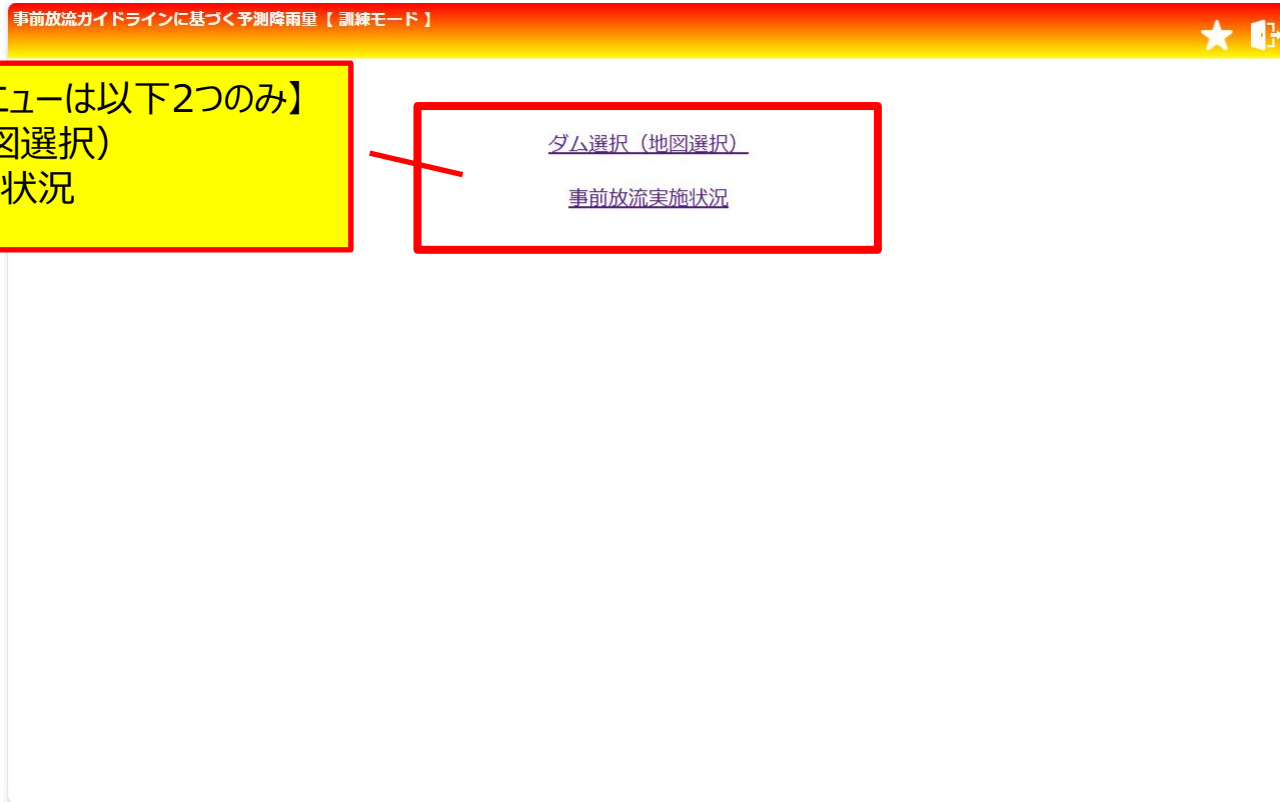 事前放流ガイドラインに基づく予測降雨量【 訓練モード 】
ニューは以下2つのみ】
図選択）
状況
ダム選択（地図選択）
事前放流実施状況